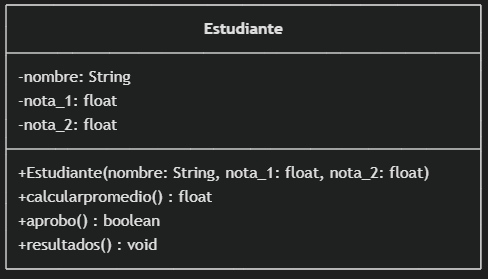 Estudiante
-nombre: String
-nota_1: float
-nota_2: float
+Estudiante(nombre: String, nota_1: float, nota_2: float)
+calcularpromedio() : float
+aprobo() : boolean
+resultados() : void